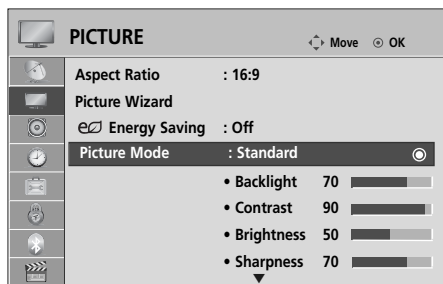 PICTURE
Move OK
Aspect Ratio : 16:9
Picture Wizard
Energy Saving : Off
Picture Mode : Standard
• Backlight 70
• Contrast 90
• Brightness 50
• Sharpness 70